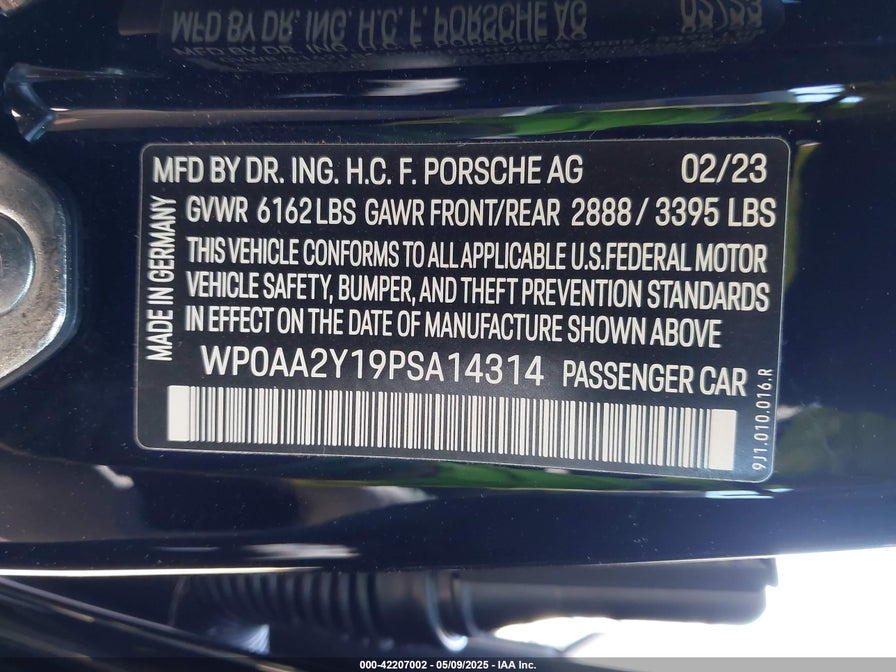 MFD BY DR. ING. H.C. F. PORSCHE AG 02/23
GVWR 6162 LBS GAWR FRONT/REAR 2888 / 3395 LBS
THIS VEHICLE CONFORMS TO ALL APPLICABLE U.S.FEDERAL MOTOR
VEHICLE SAFETY, BUMPER, AND THEFT PREVENTION STANDARDS
IN EFFECT ON THE DATE OF MANUFACTURE SHOWN ABOVE
WP0AA2Y19PSA14314 PASSENGER CAR
MADE IN GERMANY
9J1.010.016.R
MFD BY DR. ING. H.C. F. PORSCHE AG 02/23
000-42207002 - 05/09/2025 - IAA Inc.